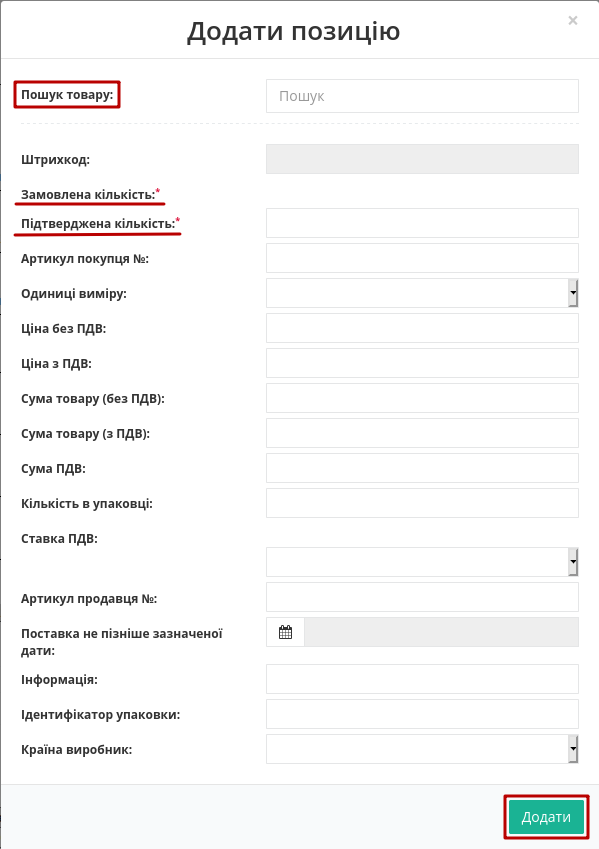 Додати позицію
×
Пошук товару:
Пошук
Штрихкод:
Замовлена кількість:*
Підтверджена кількість:*
Артикул покупця №:
Одиниці виміру:
Ціна без ПДВ:
Ціна з ПДВ:
Сума товару (без ПДВ):
Сума товару (з ПДВ):
Сума ПДВ:
Кількість в упаковці:
Ставка ПДВ:
Артикул продавця №:
Поставка не пізніше зазначеної
дати:
Інформація:
Ідентифікатор упаковки:
Країна виробник:
Додати